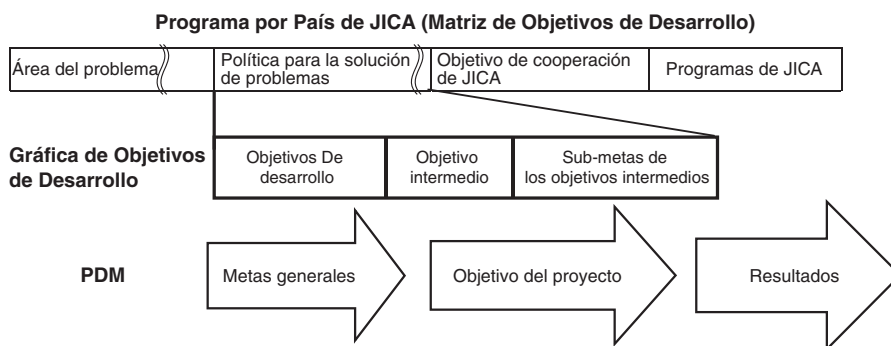 Programa por País de JICA (Matriz de Objetivos de Desarrollo)
Área del problema
Política para la solución
de problemas
Objetivo de cooperación
de JICA
Programas de JICA
Gráfica de Objetivos
de Desarrollo
Objetivos De
desarrollo
Objetivo
intermedio
Sub-metas de
los objetivos intermedios
PDM
Metas generales
Objetivo del proyecto
Resultados